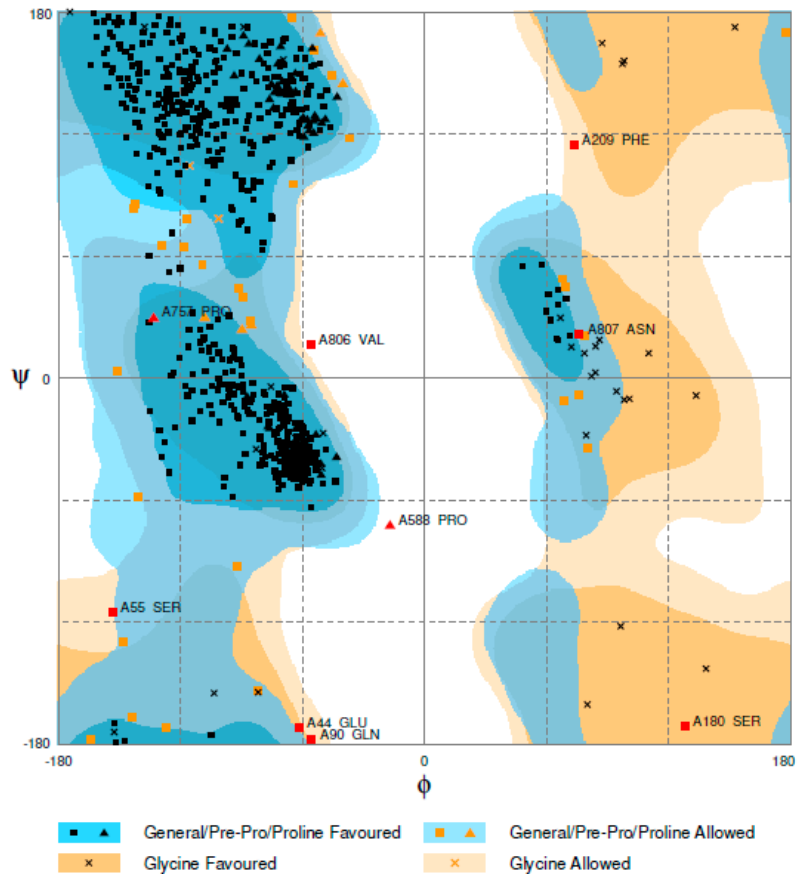 180
A209 PHE
A757 PRO
A806 VAL
A807 ASN
ψ
0
A588 PRO
A55 SER
A44 GLU
A180 SER
A90 GLN
-180
-180
0
180
ϕ
General/Pre-Pro/Proline Favoured
General/Pre-Pro/Proline Allowed
Glycine Favoured
Glycine Allowed